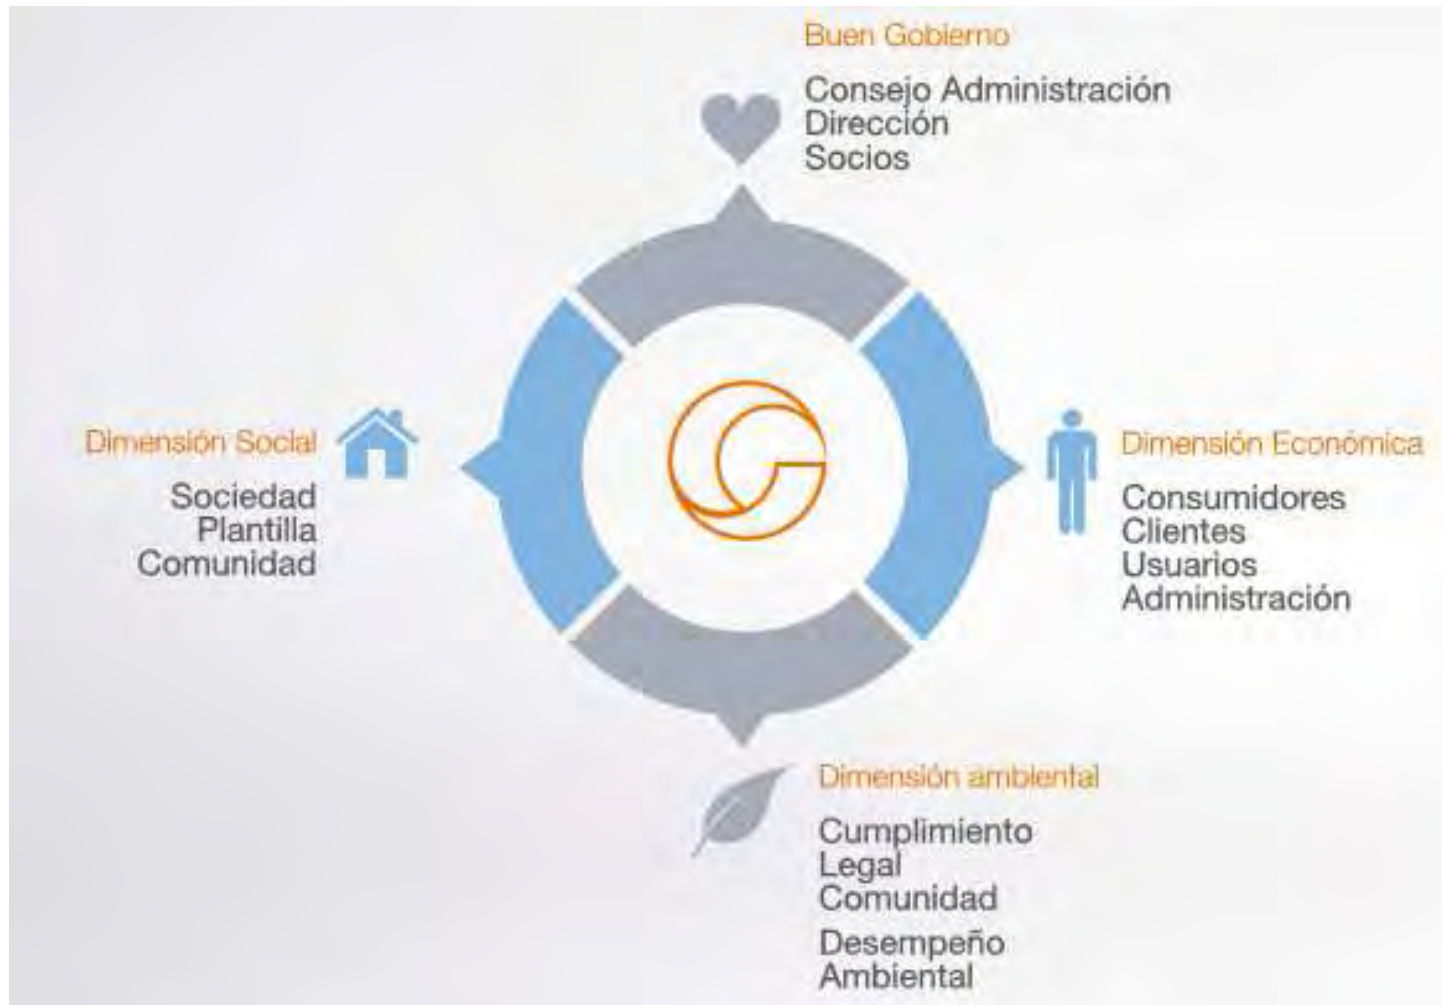 Buen Gobierno
Consejo Administración
Dirección
Socios
Dimensión Social
Sociedad
Plantilla
Comunidad
Dimensión Económica
Consumidores
Clientes
Usuarios
Administración
Dimensión ambiental
Cumplimiento
Legal
Comunidad
Desempeño
Ambiental